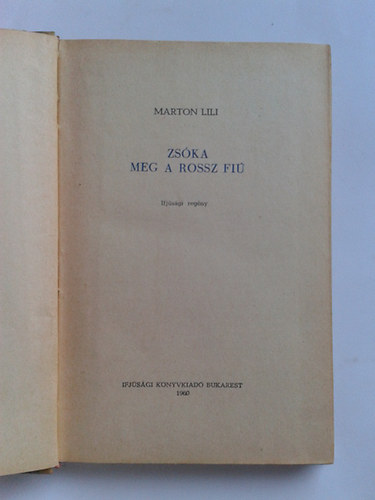 MARTON LILI
ZSÓKA
MEG A ROSSZ FIÚ
Ifjúsági regény
IFJÚSÁGI KÖNYVKIADÓ BUKAREST
1960